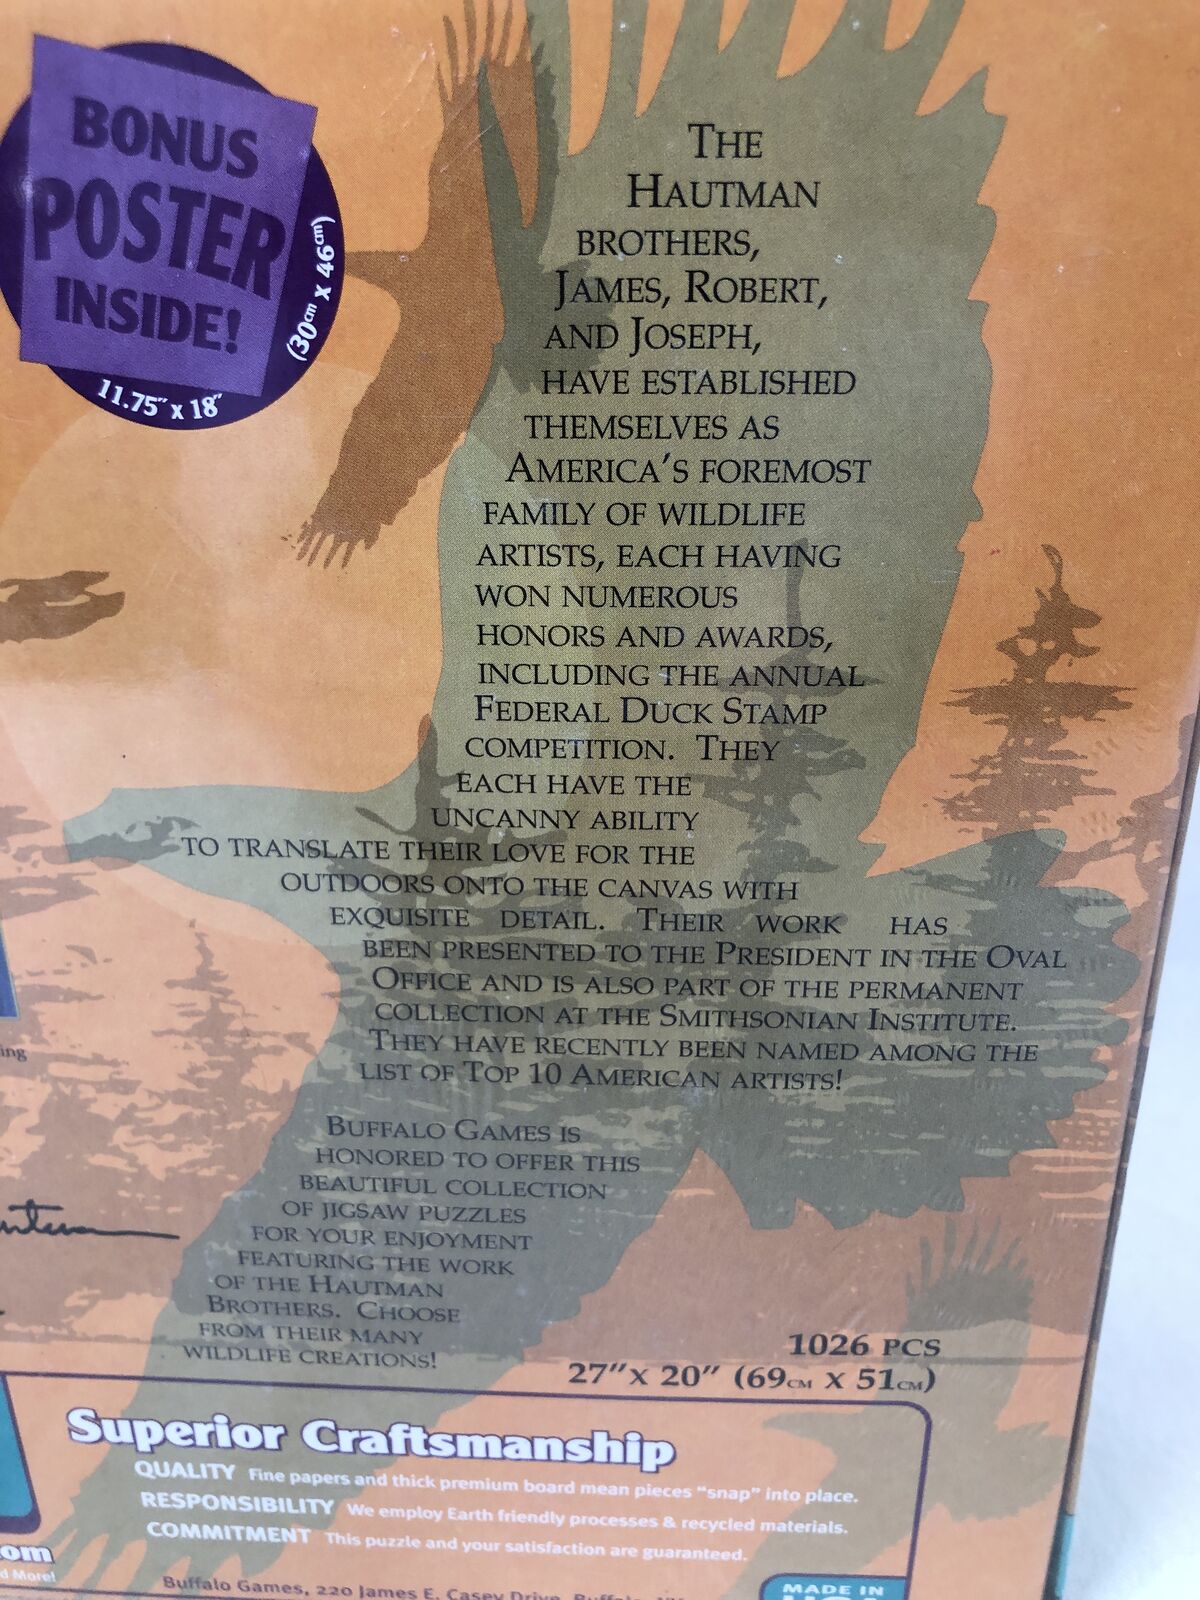 BONUS
POSTER
INSIDE!
(30cm x 46cm)
11.75" x 18"
THE
HAUTMAN
BROTHERS,
JAMES, ROBERT,
AND JOSEPH,
HAVE ESTABLISHED
THEMSELVES AS
AMERICA'S FOREMOST
FAMILY OF WILDLIFE
ARTISTS, EACH HAVING
WON NUMEROUS
HONORS AND AWARDS,
INCLUDING THE ANNUAL
FEDERAL DUCK STAMP
COMPETITION. THEY
EACH HAVE THE
UNCANNY ABILITY
TO TRANSLATE THEIR LOVE FOR THE
OUTDOORS ONTO THE CANVAS WITH
EXQUISITE DETAIL. THEIR WORK HAS
BEEN PRESENTED TO THE PRESIDENT IN THE OVAL
OFFICE AND IS ALSO PART OF THE PERMANENT
COLLECTION AT THE SMITHSONIAN INSTITUTE.
THEY HAVE RECENTLY BEEN NAMED AMONG THE
LIST OF TOP 10 AMERICAN ARTISTS!
BUFFALO GAMES IS
HONORED TO OFFER THIS
BEAUTIFUL COLLECTION
OF JIGSAW PUZZLES
FOR YOUR ENJOYMENT
FEATURING THE WORK
OF THE HAUTMAN
BROTHERS. CHOOSE
FROM THEIR MANY
WILDLIFE CREATIONS!
1026 PCS
27" X 20" (69CM X 51CM)
Superior Craftsmanship
QUALITY Fine papers and thick premium board mean pieces "snap" into place.
RESPONSIBILITY We employ Earth friendly processes & recycled materials.
COMMITMENT This puzzle and your satisfaction are guaranteed.
om
d More!
Buffalo Games, 220 James E. Casey Drive, Buffalo, NY
MADE IN
USA